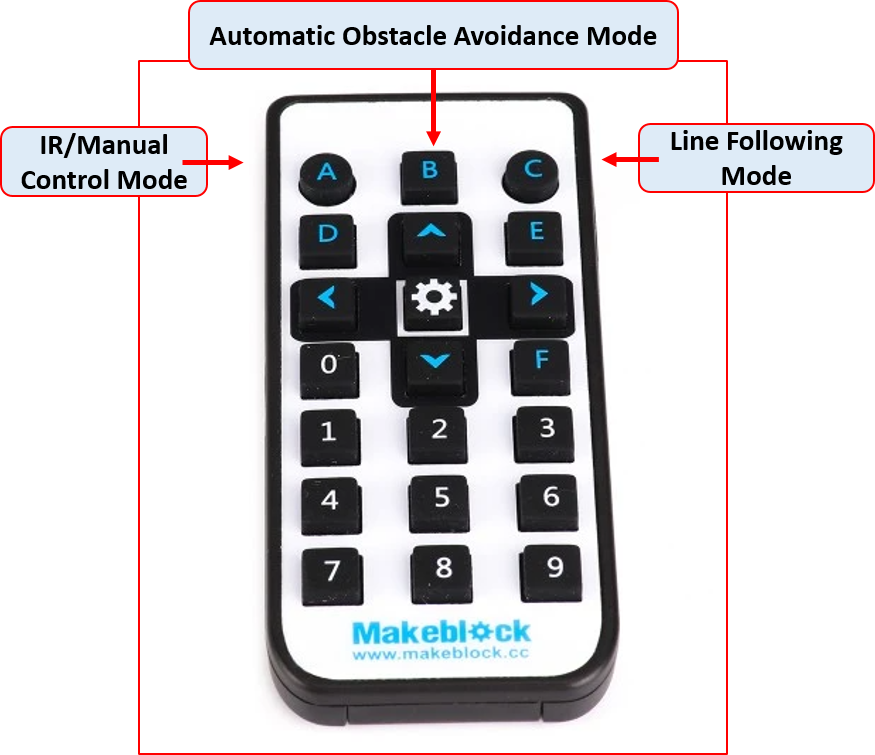 Automatic Obstacle Avoidance Mode
IR/Manual
Control Mode
Line Following
Mode
A B C
D E
0 F
1 2 3
4 5 6
7 8 9
Makeblock
www.makeblock.cc